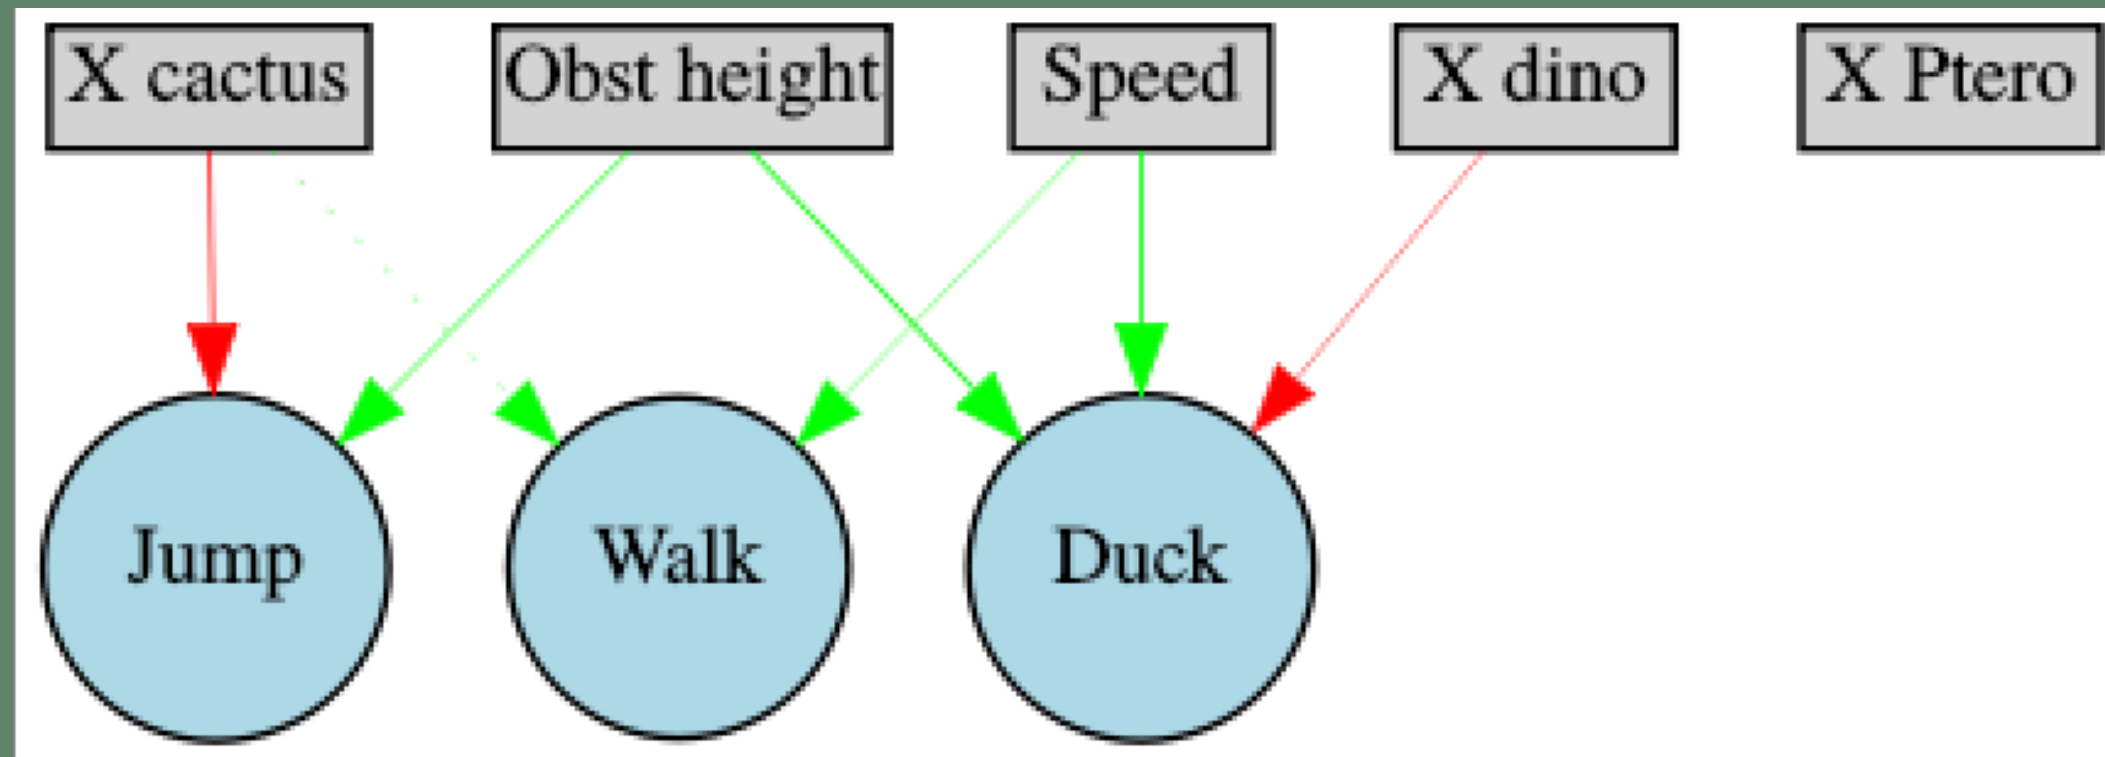 X cactus
Obst height
Speed
X dino
X Ptero
Jump
Walk
Duck